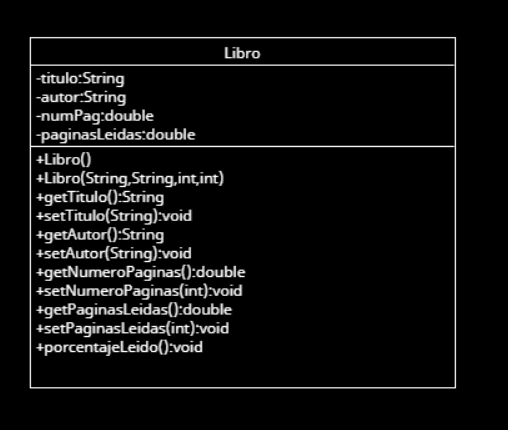 Libro
-titulo:String
-autor:String
-numPag:double
-paginasLeidas:double
+Libro()
+Libro(String,String,int,int)
+getTitulo():String
+setTitulo(String):void
+getAutor():String
+setAutor(String):void
+getNumeroPaginas():double
+setNumeroPaginas(int):void
+getPaginasLeidas():double
+setPaginasLeidas(int):void
+porcentajeLeido():void